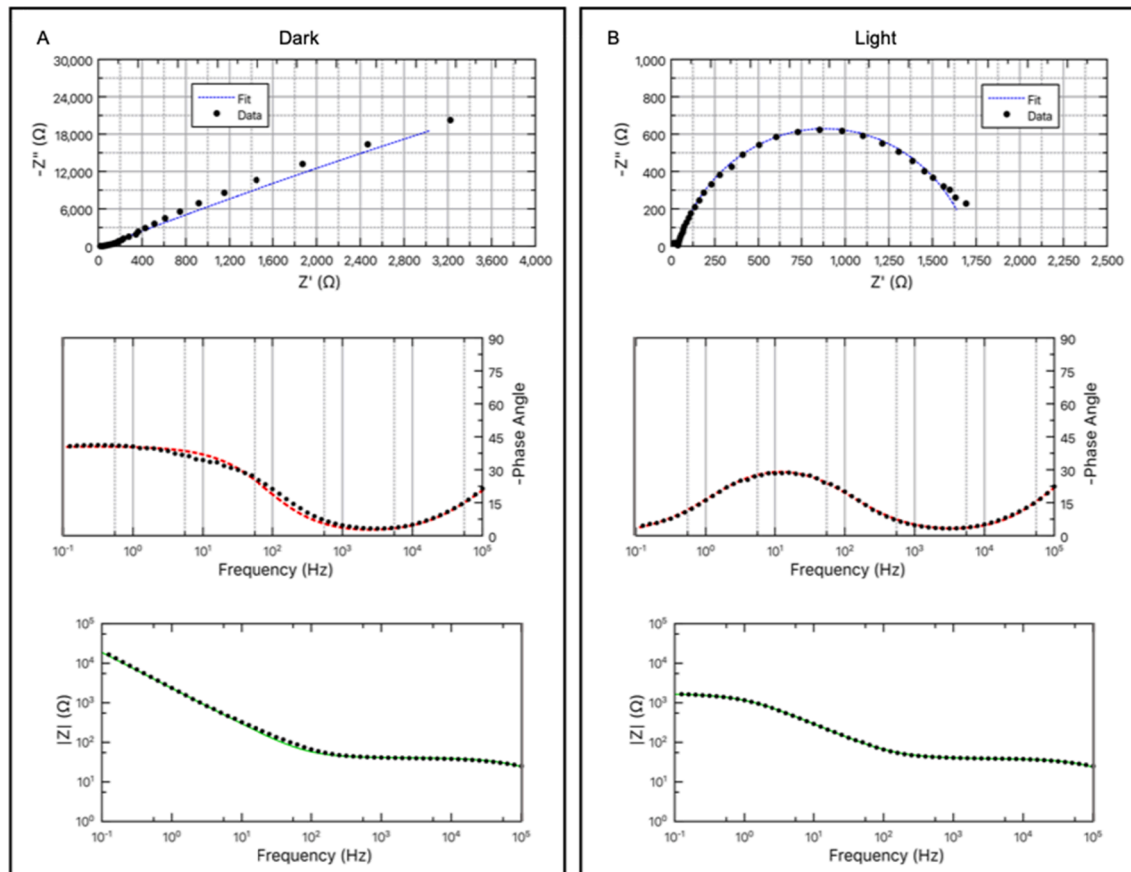 A Dark
30,000
24,000
18,000
12,000
6,000
0
-Z" (Ω)
Fit
Data
0 400 800 1,200 1,600 2,000 2,400 2,800 3,200 3,600 4,000
Z' (Ω)
90
75
60
45
30
15
0
-Phase Angle
10-1 10⁰ 10¹ 10² 10³ 10⁴ 10⁵
Frequency (Hz)
10⁵
10⁴
10³
10²
10¹
10⁰
|Z| (Ω)
10-1 10⁰ 10¹ 10² 10³ 10⁴ 10⁵
Frequency (Hz)
B Light
1,000
800
600
400
200
0
-Z" (Ω)
Fit
Data
0 250 500 750 1,000 1,250 1,500 1,750 2,000 2,250 2,500
Z' (Ω)
90
75
60
45
30
15
0
-Phase Angle
10-1 10⁰ 10¹ 10² 10³ 10⁴ 10⁵
Frequency (Hz)
10⁵
10⁴
10³
10²
10¹
10⁰
|Z| (Ω)
10-1 10⁰ 10¹ 10² 10³ 10⁴ 10⁵
Frequency (Hz)